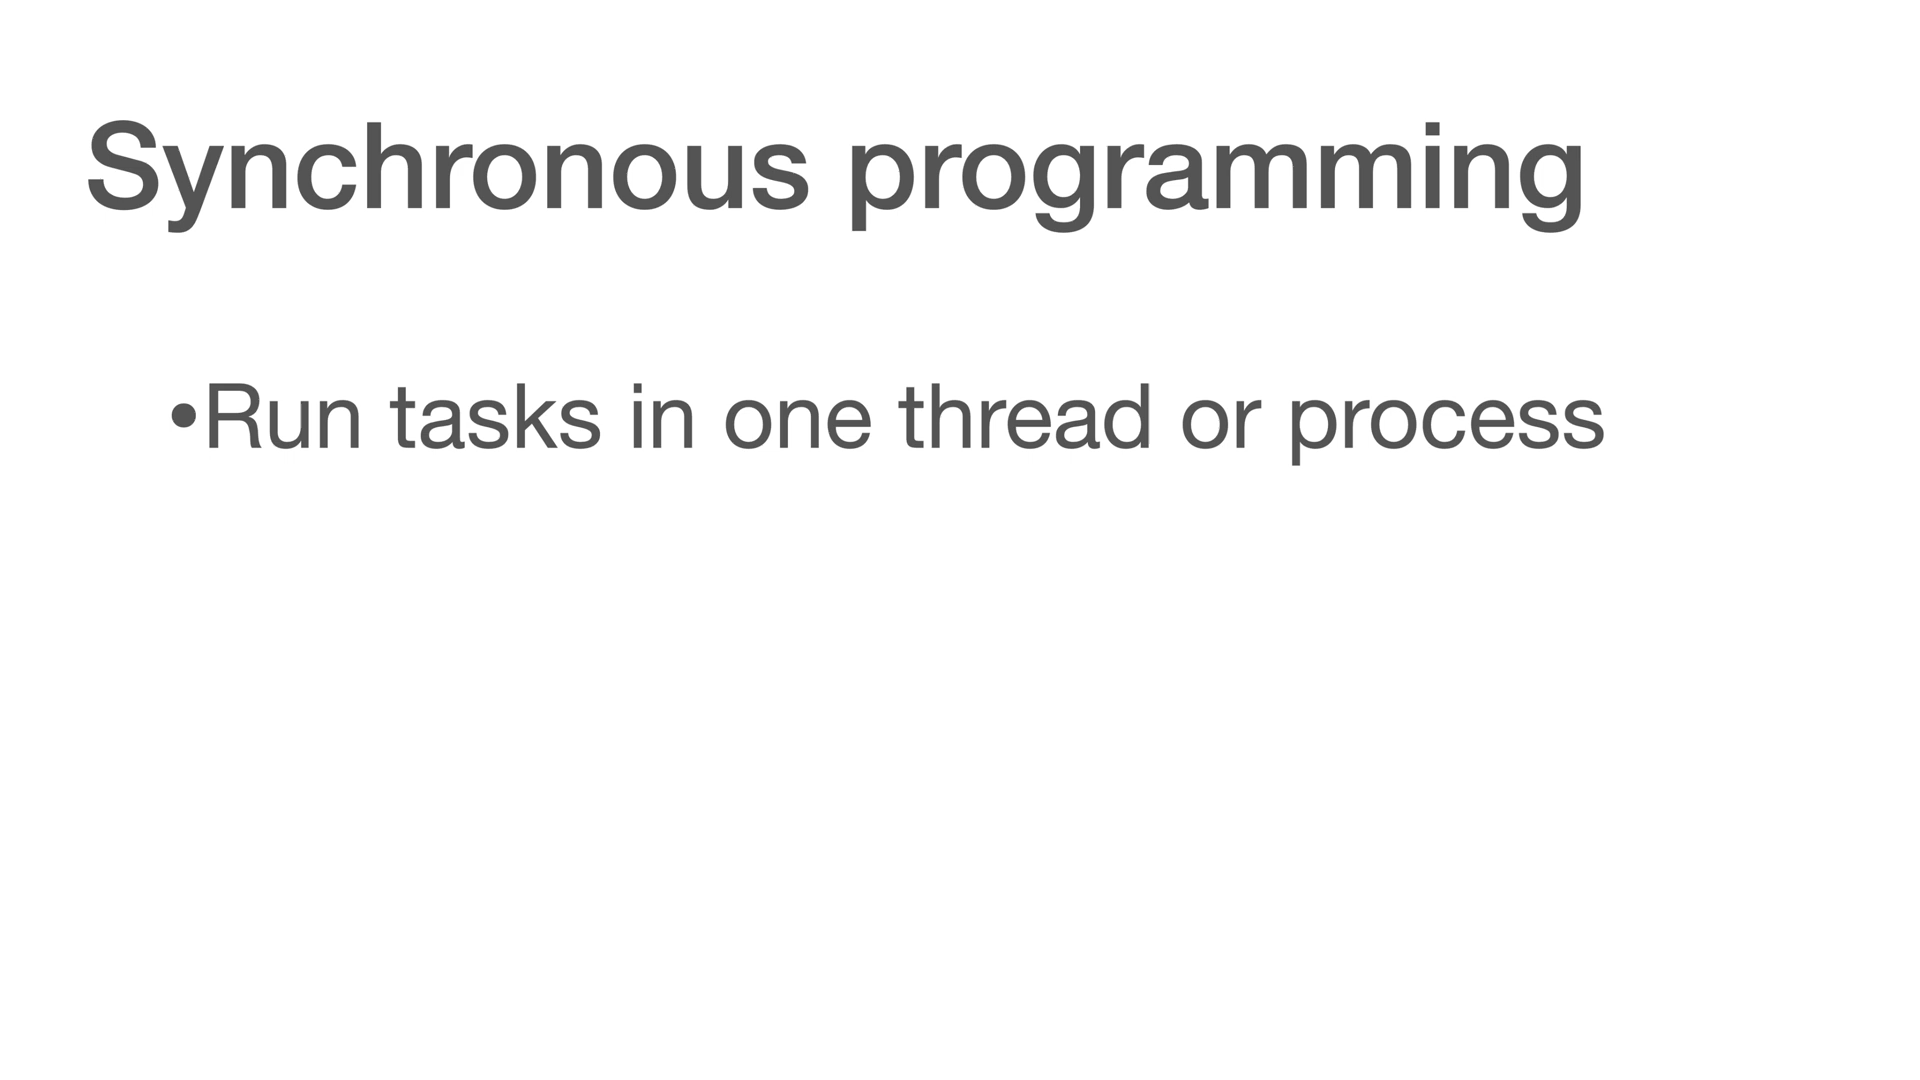 Synchronous programming
•Run tasks in one thread or process